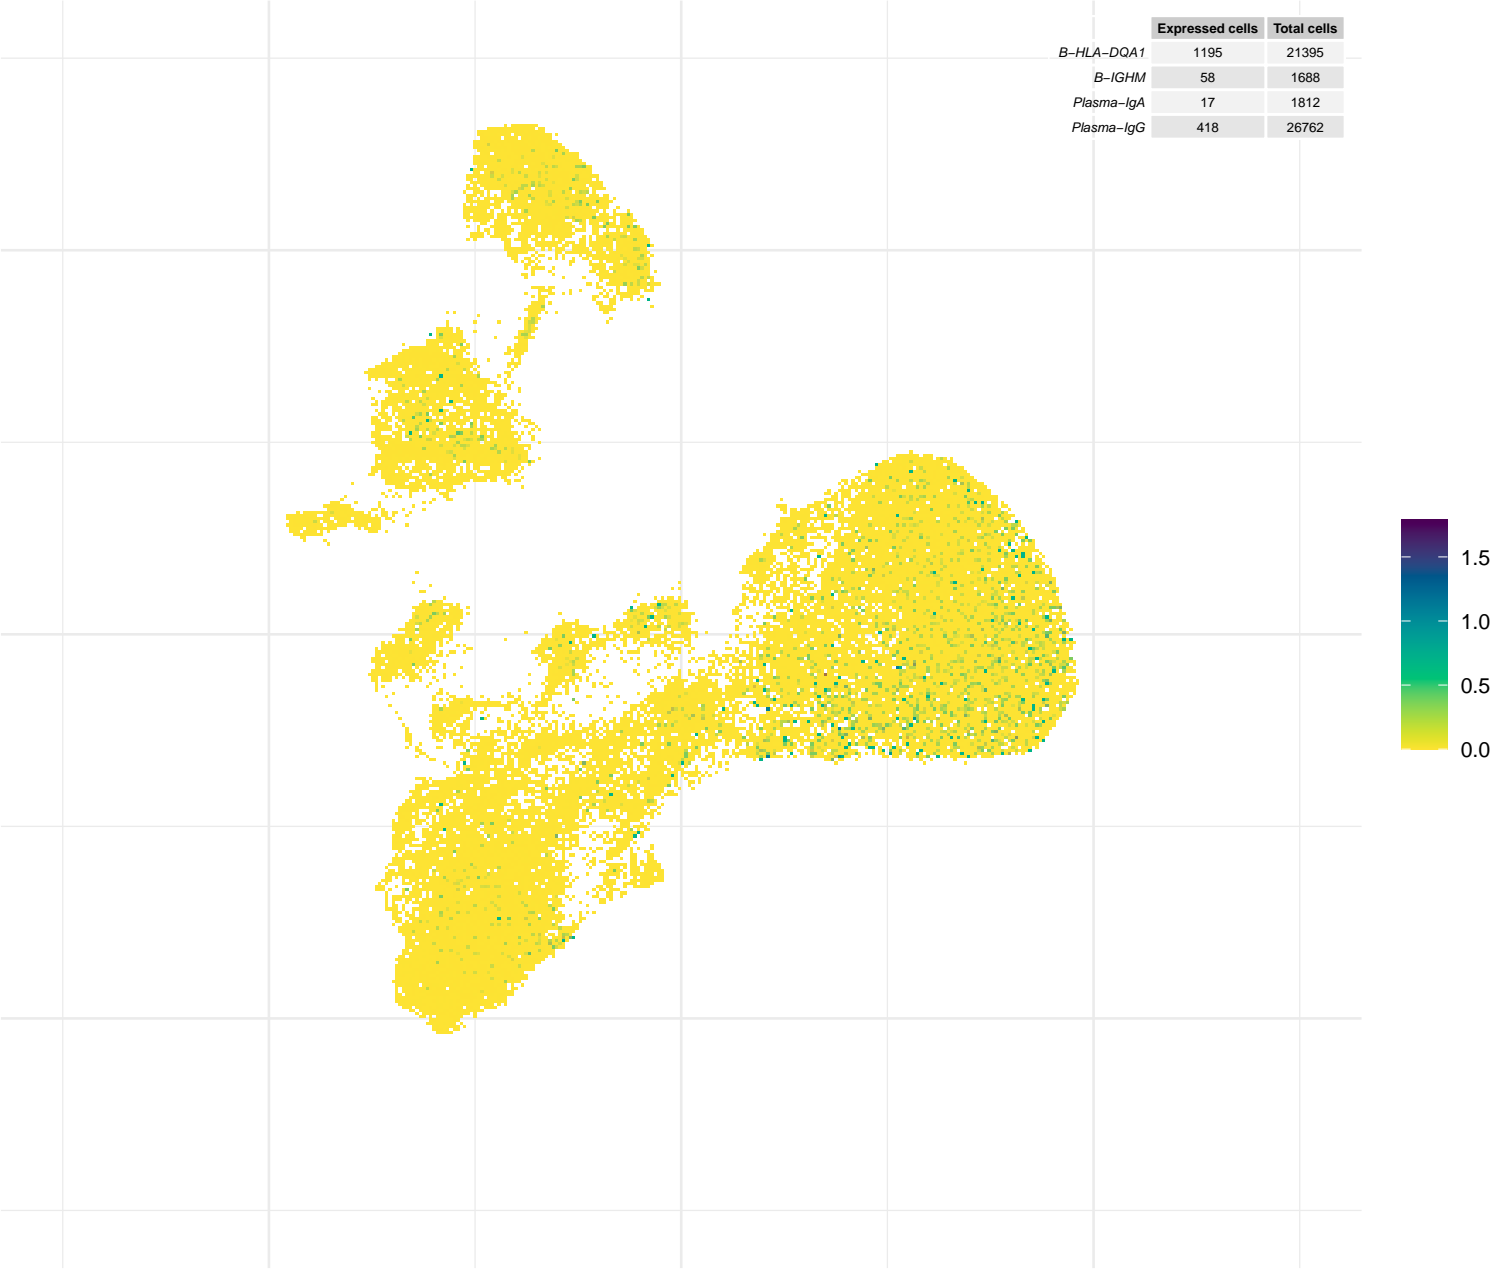 Expressed cells Total cells
B−HLA−DQA1 1195 21395
B−IGHM 58 1688
Plasma−IgA 17 1812
Plasma−IgG 418 26762
1.5
1.0
0.5
0.0